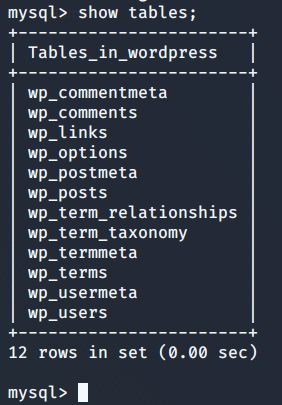 mysql> show tables;
+-----------------------+
| Tables_in_wordpress   |
+-----------------------+
| wp_commentmeta        |
| wp_comments           |
| wp_links              |
| wp_options            |
| wp_postmeta           |
| wp_posts              |
| wp_term_relationships |
| wp_term_taxonomy      |
| wp_termmeta           |
| wp_terms              |
| wp_usermeta           |
| wp_users              |
+-----------------------+
12 rows in set (0.00 sec)

mysql>